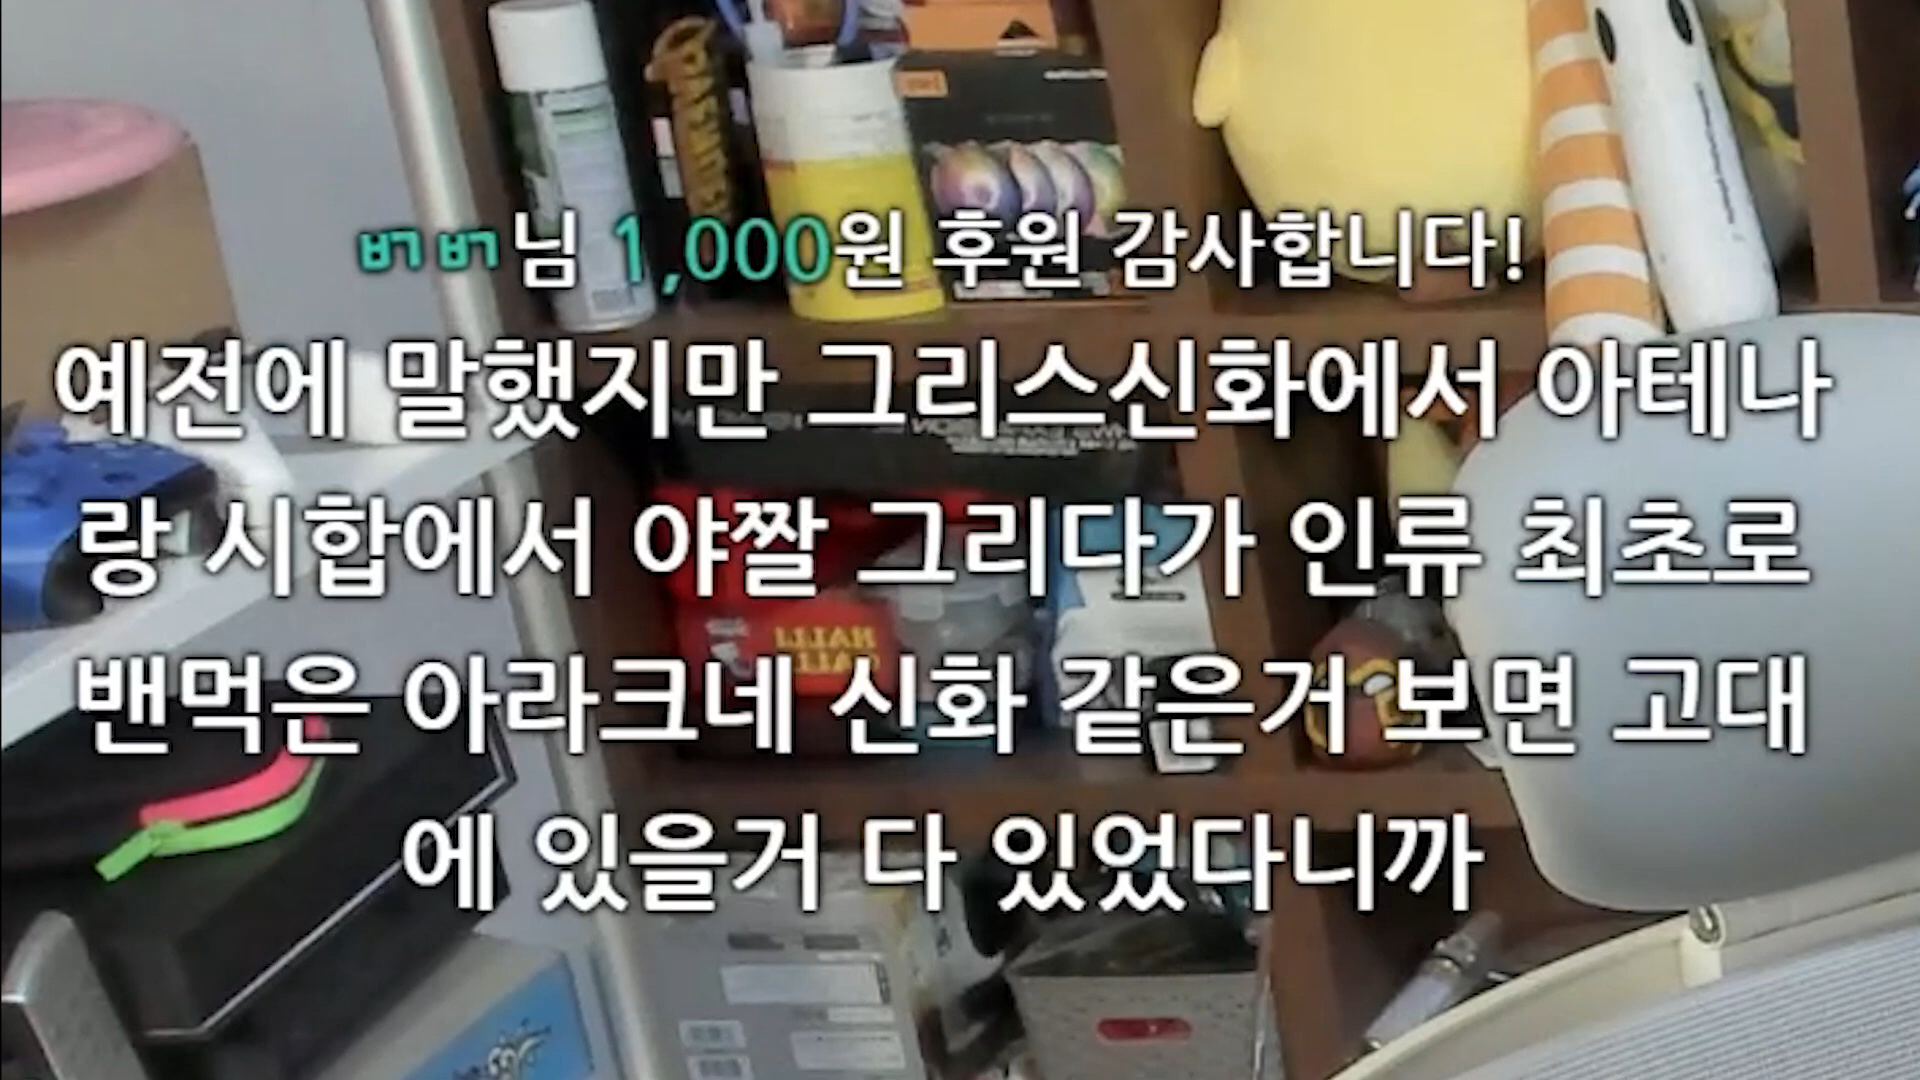 ㅂㄱㅂㄱ님 1,000원 후원 감사합니다!
예전에 말했지만 그리스신화에서 아테나
랑 시합에서 야짤 그리다가 인류 최초로
밴먹은 아라크네 신화 같은거 보면 고대
에 있을거 다 있었다니까
HALLI
GALLI